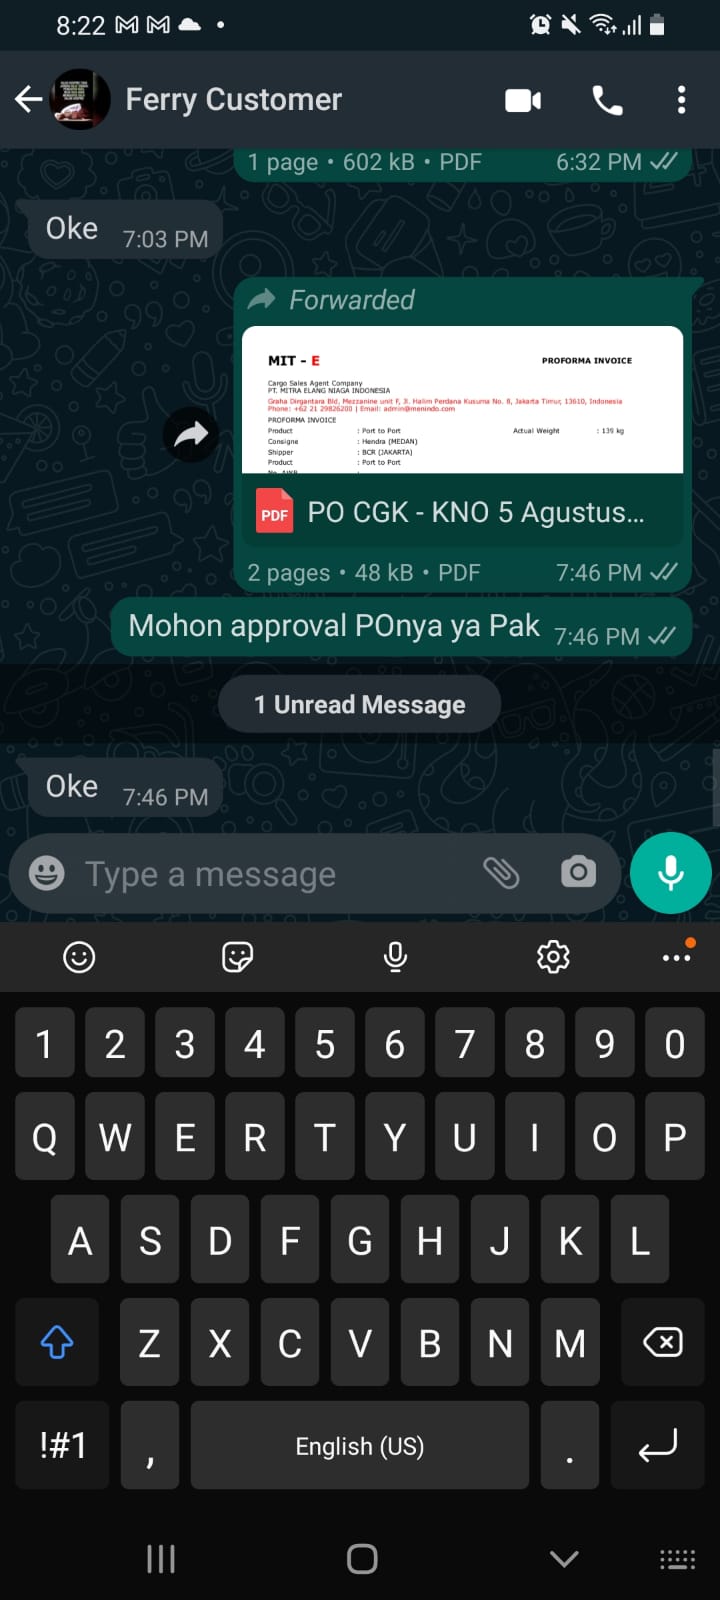 8:22
Ferry Customer
1 page • 602 kB • PDF 6:32 PM
Oke 7:03 PM
Forwarded
MIT - E PROFORMA INVOICE
Cargo Sales Agent Company
PT. MITRA ELANG NIAGA INDONESIA
Graha Dirgantara Bld, Mezzanine unit F, Jl. Halim Perdana Kusuma No. 8, Jakarta Timur, 13610, Indonesia
Phone: +62 21 29826200 | Email: admin@menindo.com
PROFORMA INVOICE
Product : Port to Port Actual Weight : 139 kg
Consigne : Hendra (MEDAN)
Shipper : BCR (JAKARTA)
Product : Port to Port
PDF PO CGK - KNO 5 Agustus...
2 pages • 48 kB • PDF 7:46 PM
Mohon approval POnya ya Pak 7:46 PM
1 Unread Message
Oke 7:46 PM
Type a message
1 2 3 4 5 6 7 8 9 0
Q W E R T Y U I O P
A S D F G H J K L
Z X C V B N M
!#1 , English (US) .